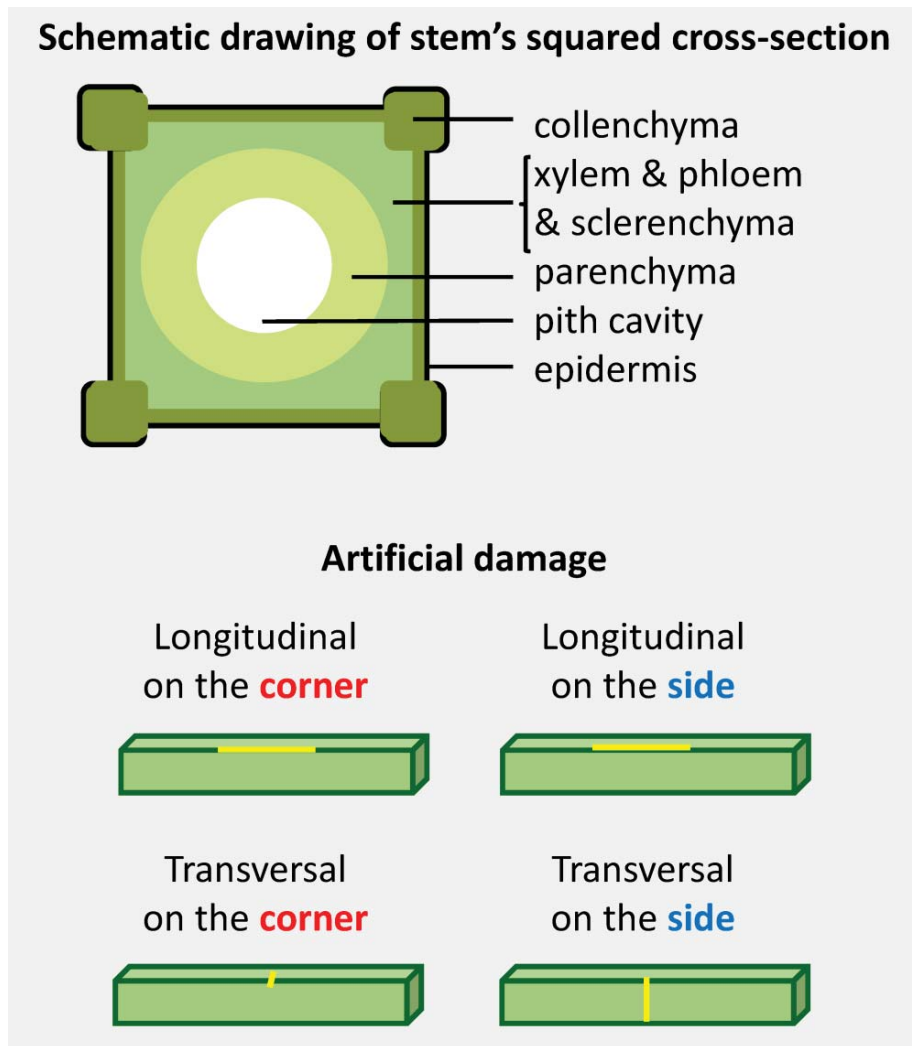 Schematic drawing of stem's squared cross-section
collenchyma
xylem & phloem
& sclerenchyma
parenchyma
pith cavity
epidermis
Artificial damage
Longitudinal
on the corner
Longitudinal
on the side
Transversal
on the corner
Transversal
on the side